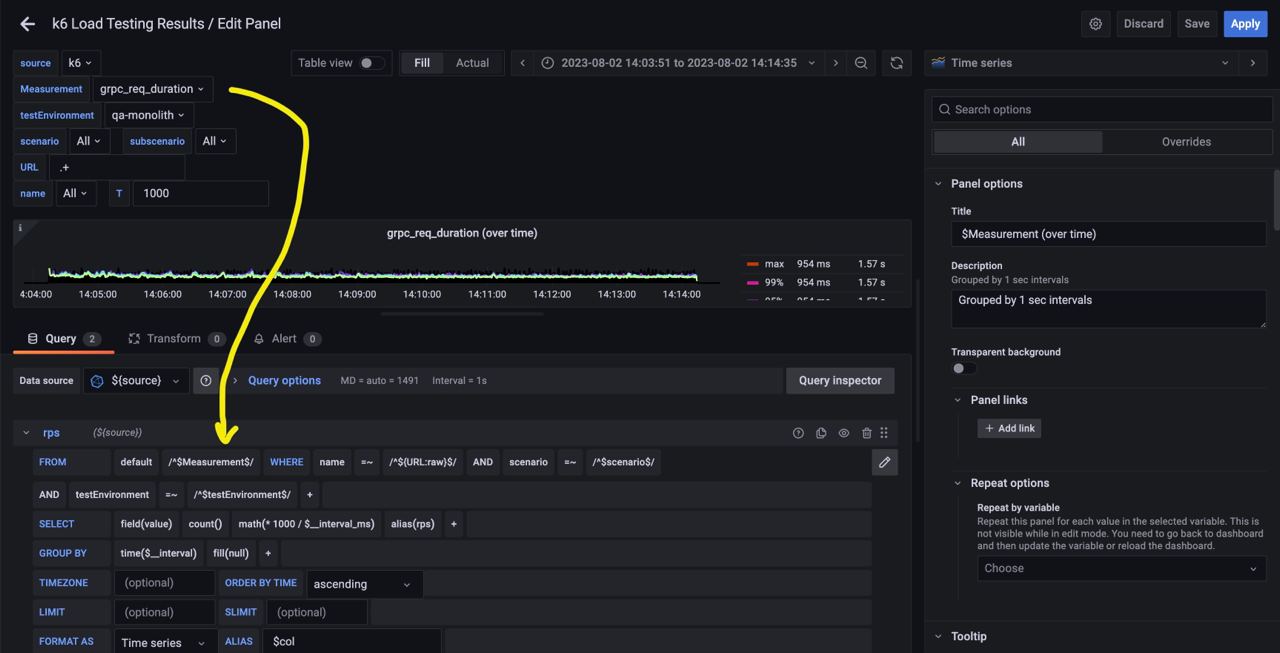 k6 Load Testing Results / Edit Panel
Discard Save Apply
source k6
Table view Fill Actual 2023-08-02 14:03:51 to 2023-08-02 14:14:35
Time series
Measurement grpc_req_duration
testEnvironment qa-monolith
scenario All subscenario All
URL .+
name All T 1000
i
grpc_req_duration (over time)
max 954 ms 1.57 s
99% 954 ms 1.57 s
95% 954 ms 1.57 s
4:04:00 14:05:00 14:06:00 14:07:00 14:08:00 14:09:00 14:10:00 14:11:00 14:12:00 14:13:00 14:14:00
Query 2 Transform 0 Alert 0
Data source ${source} Query options MD = auto = 1491 Interval = 1s Query inspector
rps (${source})
FROM default /^$Measurement$/ WHERE name =~ /^${URL:raw}$/ AND scenario =~ /^$scenario$/
AND testEnvironment =~ /^$testEnvironment$/ +
SELECT field(value) count() math(* 1000 / $__interval_ms) alias(rps) +
GROUP BY time($__interval) fill(null) +
TIMEZONE (optional) ORDER BY TIME ascending
LIMIT (optional) SLIMIT (optional)
FORMAT AS Time series ALIAS $col
Search options
All Overrides
Panel options
Title
$Measurement (over time)
Description
Grouped by 1 sec intervals
Grouped by 1 sec intervals
Transparent background
Panel links
+ Add link
Repeat options
Repeat by variable
Repeat this panel for each value in the selected variable. This is
not visible while in edit mode. You need to go back to dashboard
and then update the variable or reload the dashboard.
Choose
Tooltip